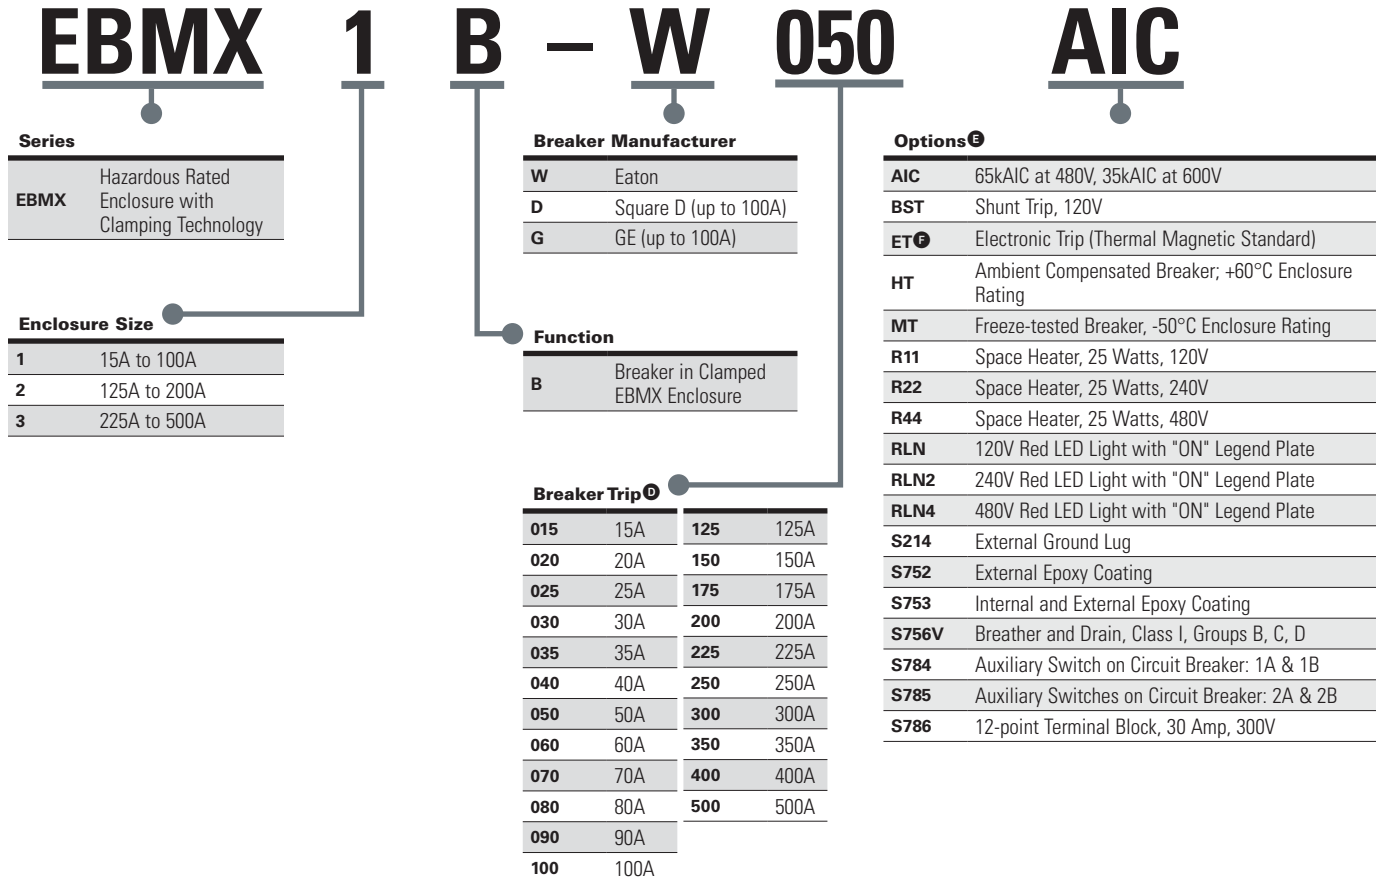 EBMX 1 B – W 050 AIC
Series
EBMX Hazardous Rated
Enclosure with
Clamping Technology
Enclosure Size
1 15A to 100A
2 125A to 200A
3 225A to 500A
Breaker Manufacturer
W Eaton
D Square D (up to 100A)
G GE (up to 100A)
Function
B Breaker in Clamped
EBMX Enclosure
Breaker Trip D
015 15A 125 125A
020 20A 150 150A
025 25A 175 175A
030 30A 200 200A
035 35A 225 225A
040 40A 250 250A
050 50A 300 300A
060 60A 350 350A
070 70A 400 400A
080 80A 500 500A
090 90A
100 100A
Options E
AIC 65kAIC at 480V, 35kAIC at 600V
BST Shunt Trip, 120V
ET F Electronic Trip (Thermal Magnetic Standard)
HT Ambient Compensated Breaker; +60°C Enclosure
Rating
MT Freeze-tested Breaker, -50°C Enclosure Rating
R11 Space Heater, 25 Watts, 120V
R22 Space Heater, 25 Watts, 240V
R44 Space Heater, 25 Watts, 480V
RLN 120V Red LED Light with "ON" Legend Plate
RLN2 240V Red LED Light with "ON" Legend Plate
RLN4 480V Red LED Light with "ON" Legend Plate
S214 External Ground Lug
S752 External Epoxy Coating
S753 Internal and External Epoxy Coating
S756V Breather and Drain, Class I, Groups B, C, D
S784 Auxiliary Switch on Circuit Breaker: 1A & 1B
S785 Auxiliary Switches on Circuit Breaker: 2A & 2B
S786 12-point Terminal Block, 30 Amp, 300V